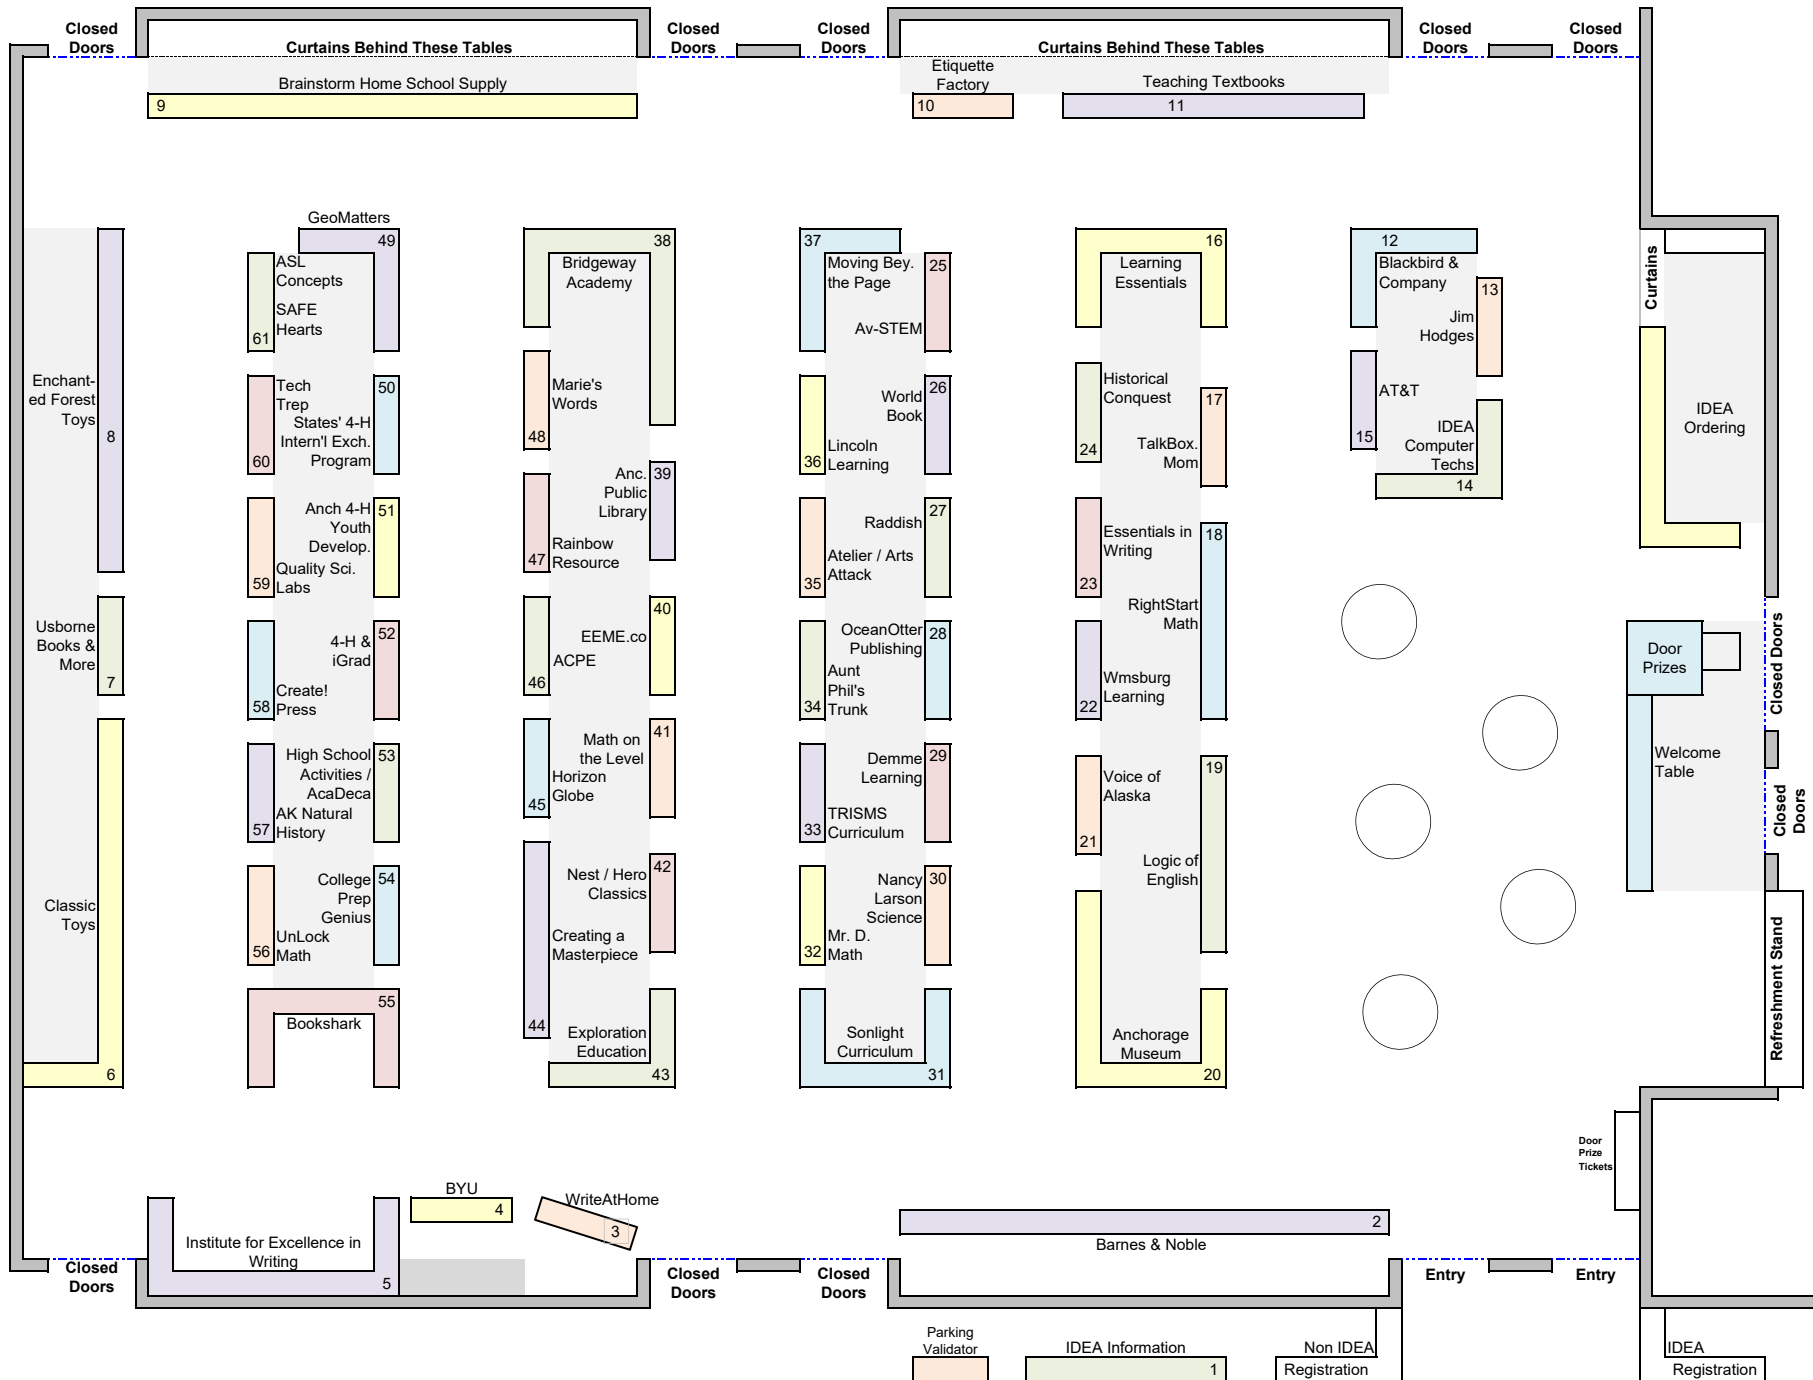 Closed
Doors
Curtains Behind These Tables
Closed
Doors
Closed
Doors
Curtains Behind These Tables
Closed
Doors
Closed
Doors
Brainstorm Home School Supply
9
Etiquette
Factory
10
Teaching Textbooks
11
Enchant-
ed Forest
Toys
8
Usborne
Books &
More
7
Classic
Toys
6
GeoMatters
49
ASL
Concepts
SAFE
Hearts
61
Tech
Trep
60
50
States' 4-H
Intern'l Exch.
Program
51
Anch 4-H
Youth
Develop.
Quality Sci.
Labs
59
52
4-H &
iGrad
Create!
Press
58
53
High School
Activities /
AcaDeca
AK Natural
History
57
54
College
Prep
Genius
UnLock
Math
56
55
Bookshark
38
Bridgeway
Academy
Marie's
Words
48
39
Anc.
Public
Library
Rainbow
Resource
47
40
EEME.co
ACPE
46
41
Math on
the Level
Horizon
Globe
45
42
Nest / Hero
Classics
Creating a
Masterpiece
44
Exploration
Education
43
37
Moving Bey.
the Page
25
Av-STEM
26
World
Book
Lincoln
Learning
36
27
Raddish
Atelier / Arts
Attack
35
28
OceanOtter
Publishing
Aunt
Phil's
Trunk
34
29
Demme
Learning
TRISMS
Curriculum
33
30
Nancy
Larson
Science
Mr. D.
Math
32
Sonlight
Curriculum
31
16
Learning
Essentials
Historical
Conquest
24
17
TalkBox.
Mom
Essentials in
Writing
23
18
RightStart
Math
Wmsburg
Learning
22
Voice of
Alaska
21
19
Logic of
English
Anchorage
Museum
20
12
Blackbird &
Company
13
Jim
Hodges
AT&T
15
IDEA
Computer
Techs
14
Curtains
IDEA
Ordering
Door
Prizes
Closed Doors
Welcome
Table
Closed
Doors
Refreshment Stand
Door
Prize
Tickets
BYU
4
WriteAtHome
3
2
Barnes & Noble
Institute for Excellence in
Writing
5
Closed
Doors
Closed
Doors
Closed
Doors
Entry
Entry
Parking
Validator
IDEA Information
1
Non IDEA
Registration
IDEA
Registration